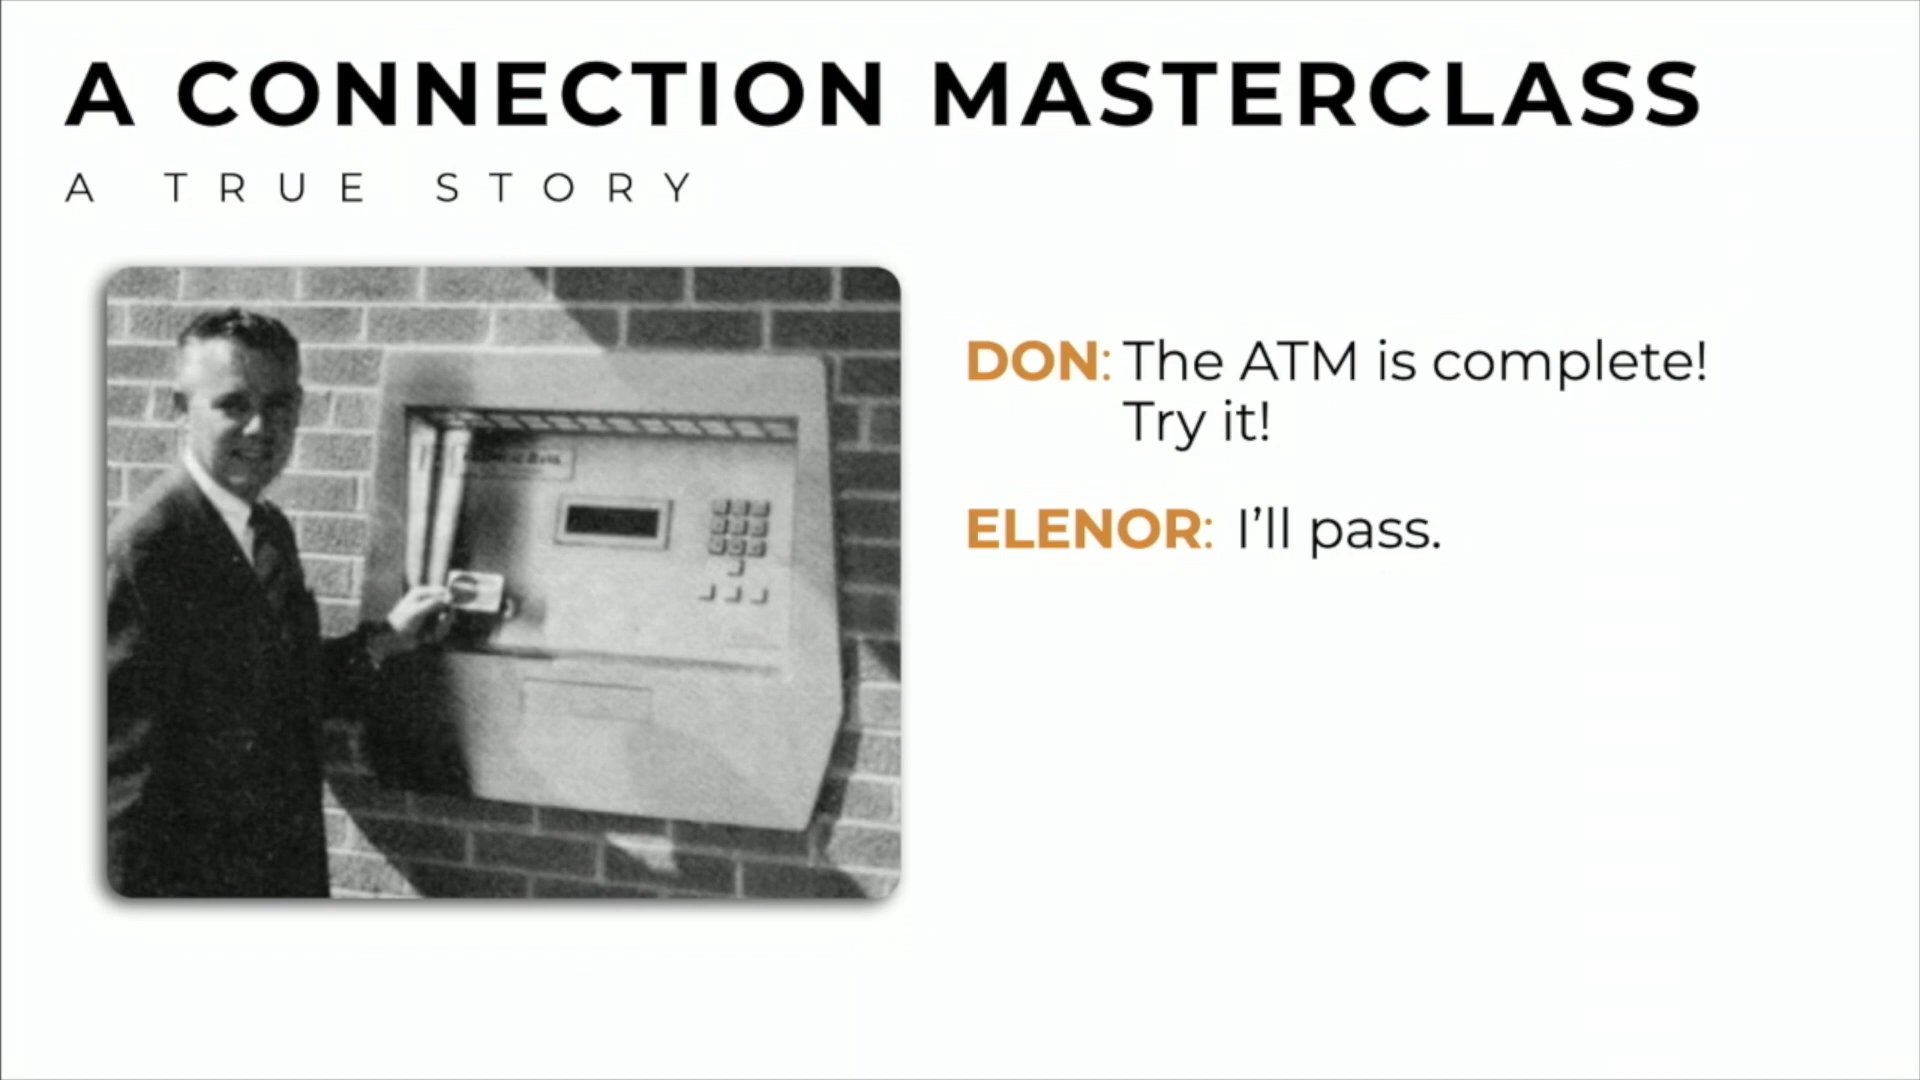 A CONNECTION MASTERCLASS
A TRUE STORY
DON: The ATM is complete!
Try it!
ELENOR: I’ll pass.